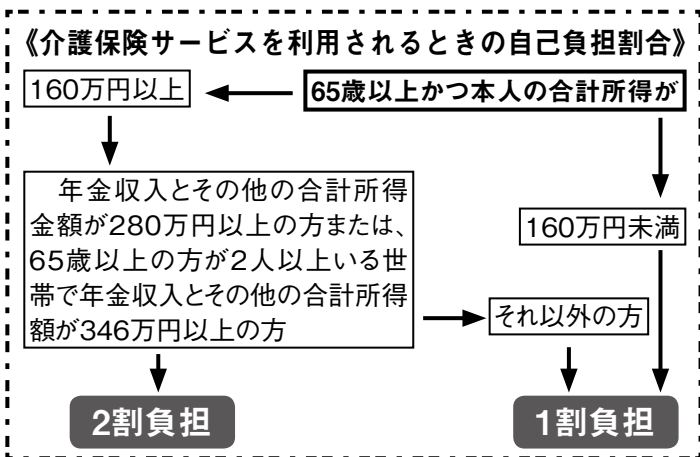 《介護保険サービスを利用されるときの自己負担割合》
160万円以上
65歳以上かつ本人の合計所得が
年金収入とその他の合計所得
金額が280万円以上の方または、
65歳以上の方が2人以上いる世
帯で年金収入とその他の合計所得
額が346万円以上の方
160万円未満
それ以外の方
2割負担
1割負担